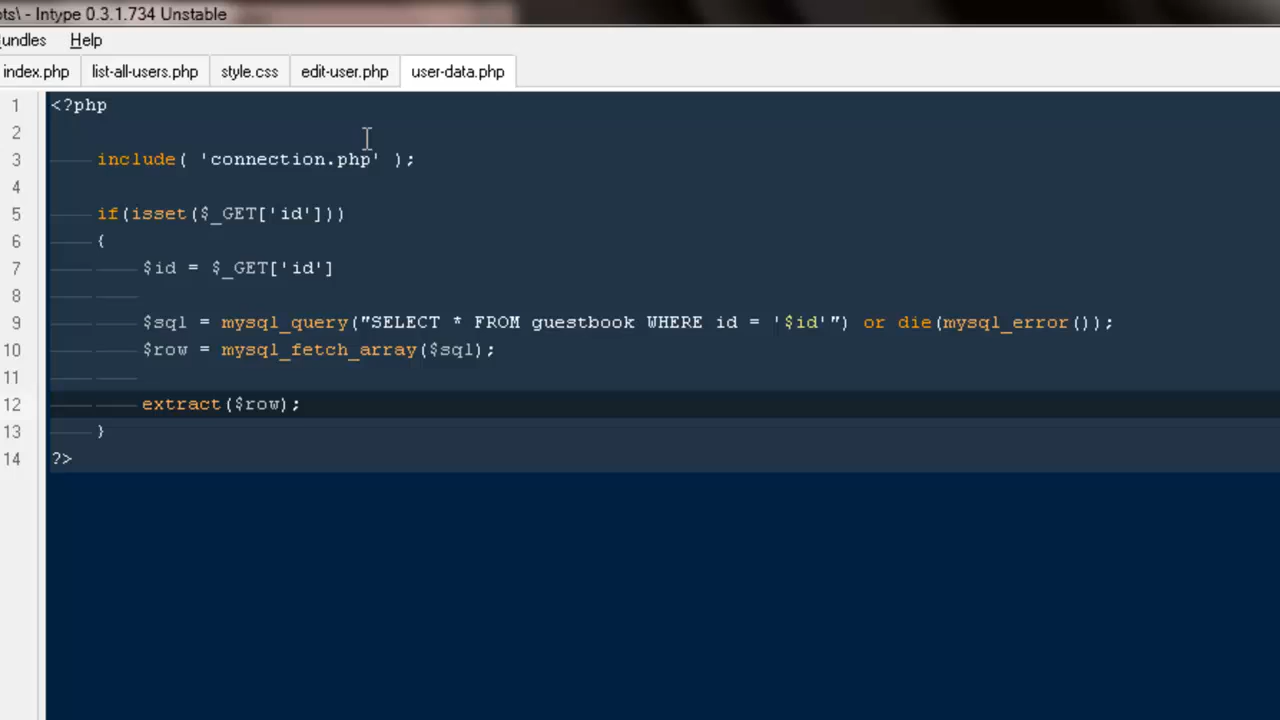 ots\ - Intype 0.3.1.734 Unstable
undles Help
index.php list-all-users.php style.css edit-user.php user-data.php
1 <?php
2
3 include( 'connection.php' );
4
5 if(isset($_GET['id']))
6 {
7 $id = $_GET['id']
8
9 $sql = mysql_query("SELECT * FROM guestbook WHERE id = '$id'") or die(mysql_error());
10 $row = mysql_fetch_array($sql);
11
12 extract($row);
13 }
14 ?>